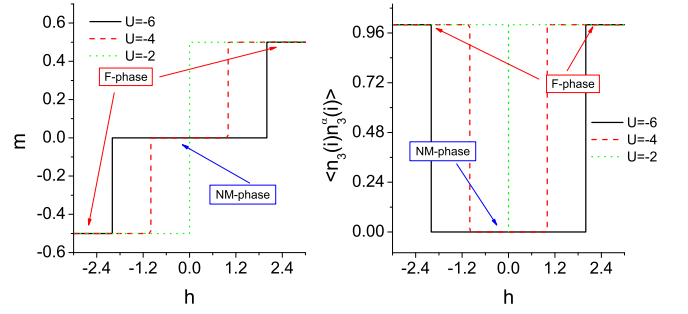 0.6
0.4
0.2
0.0
-0.2
-0.4
-0.6
m
U=-6
U=-4
U=-2
F-phase
NM-phase
-2.4 -1.2 0.0 1.2 2.4
h
0.96
0.72
0.48
0.24
0.00
<n₃(i)n₃^α(i)>
F-phase
NM-phase
U=-6
U=-4
U=-2
-2.4 -1.2 0.0 1.2 2.4
h